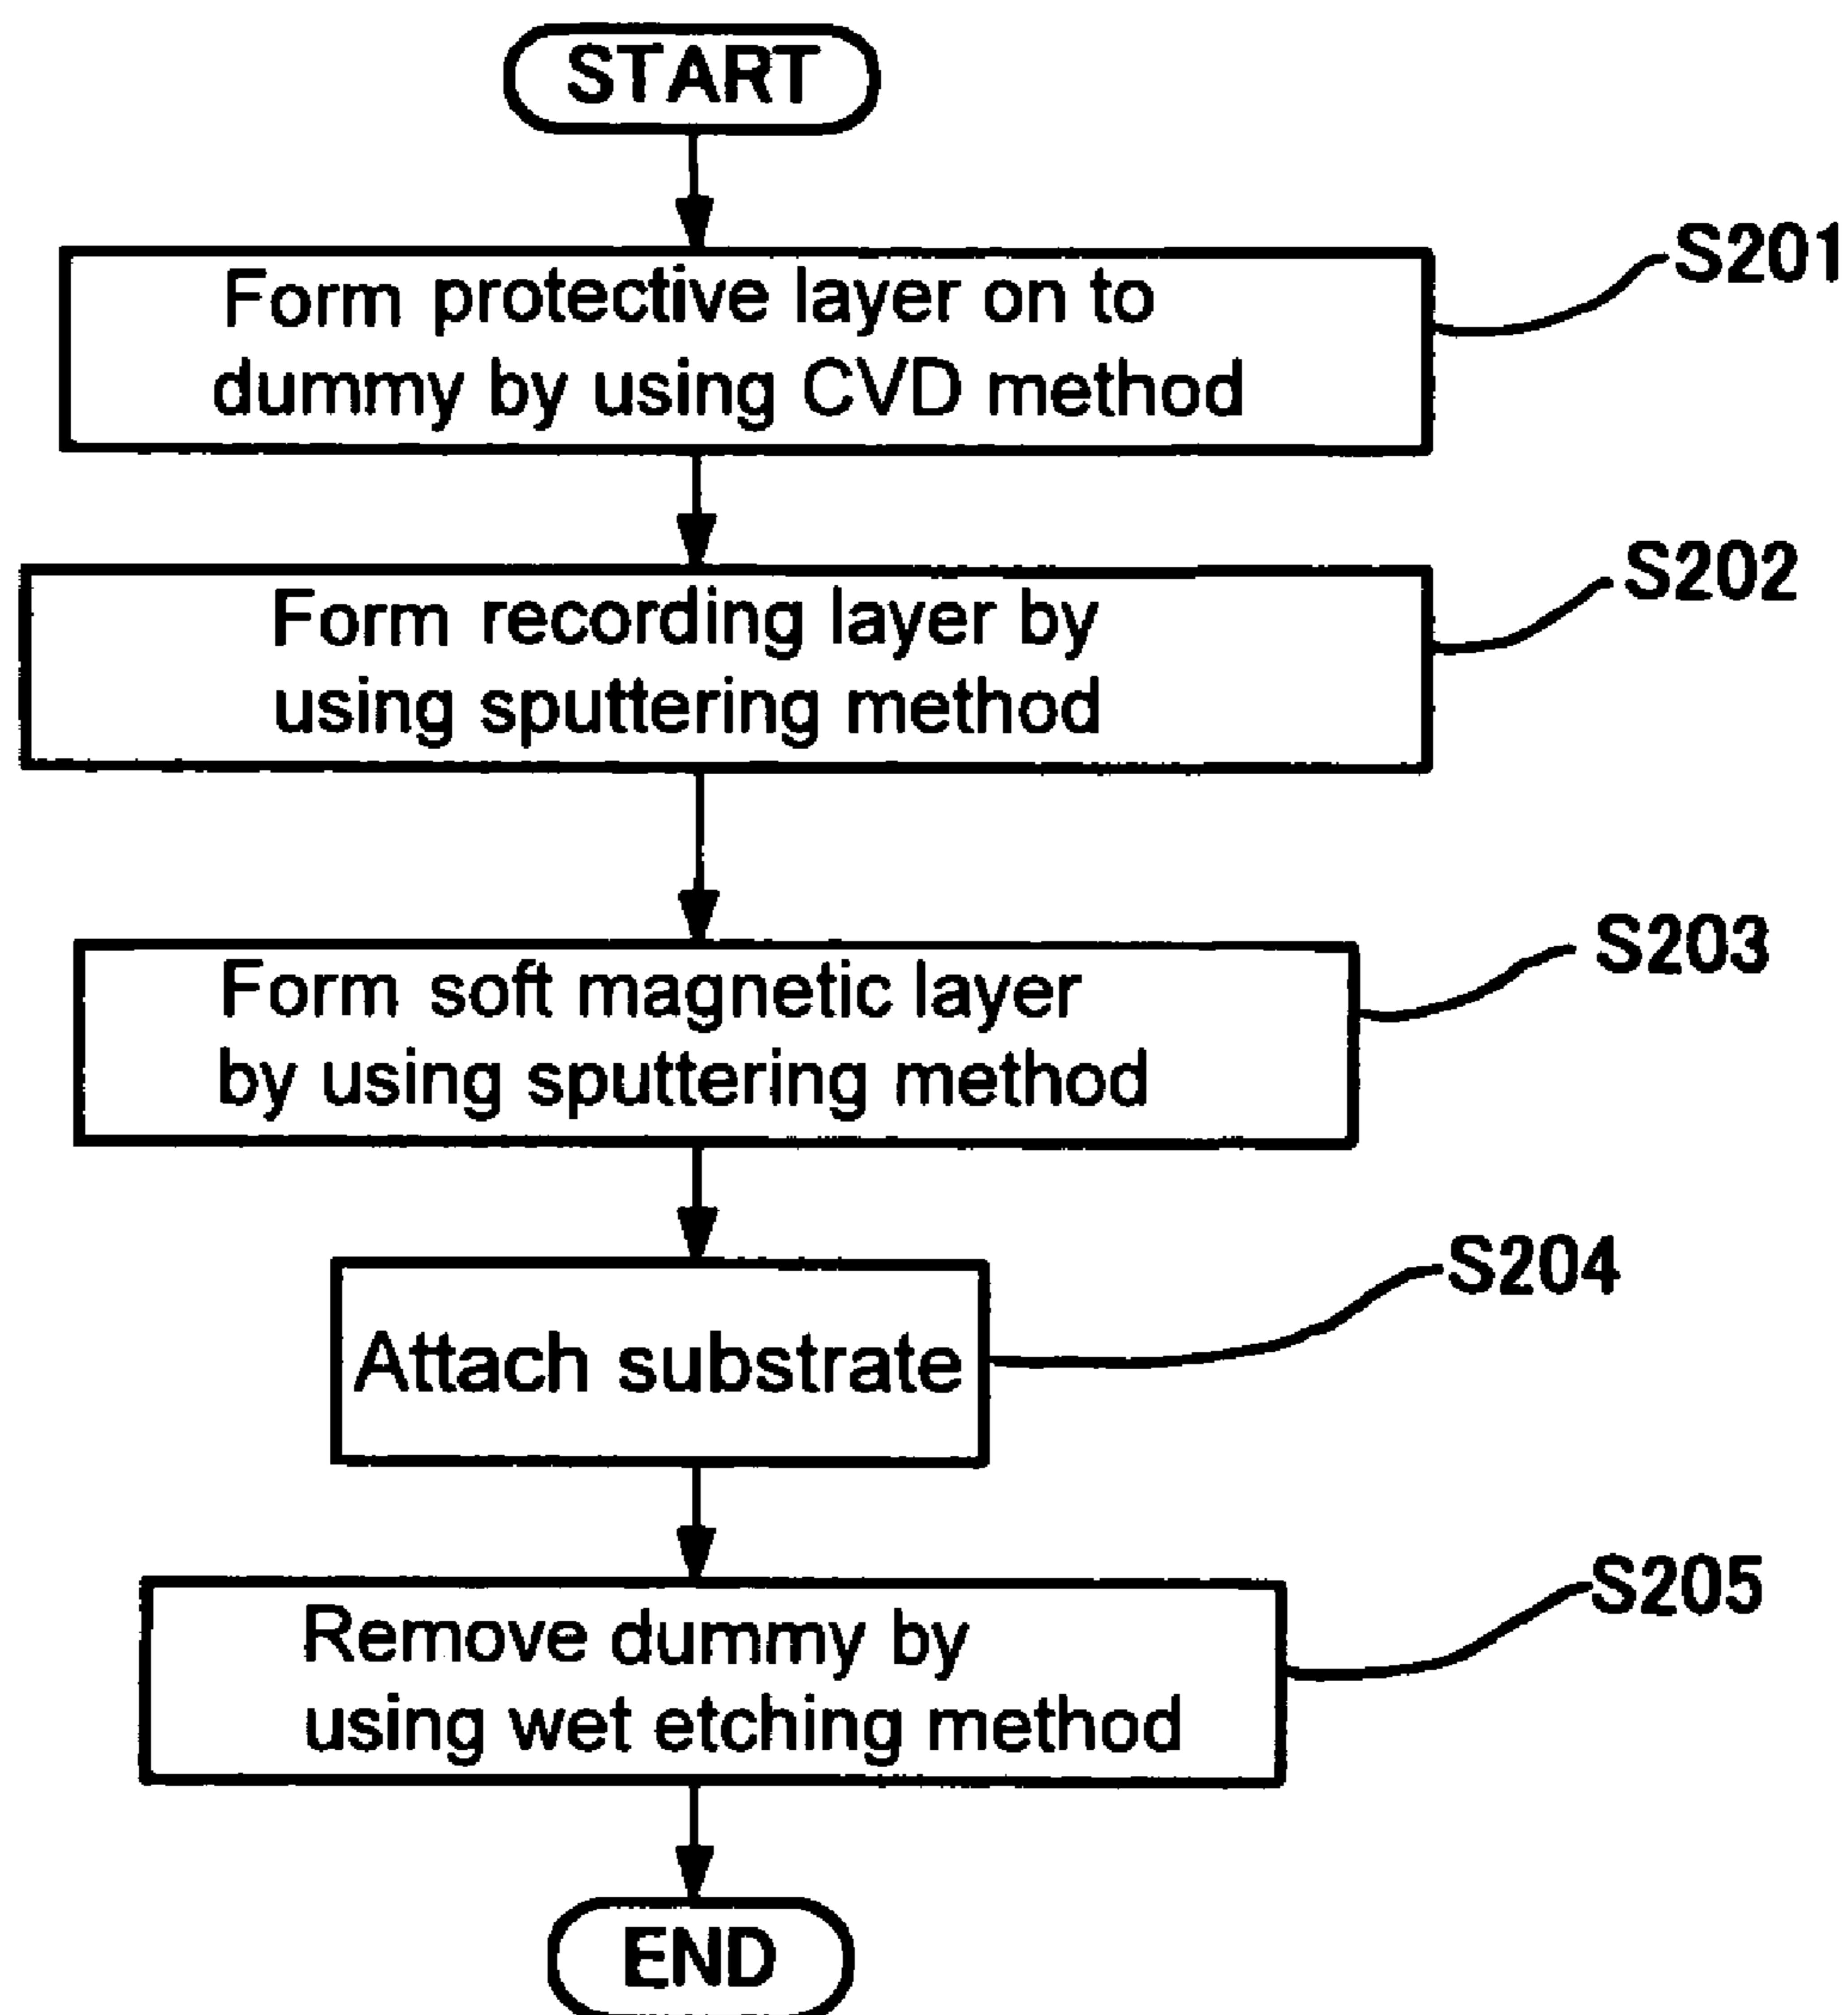 START
S201
Form protective layer on to
dummy by using CVD method
S202
Form recording layer by
using sputtering method
S203
Form soft magnetic layer
by using sputtering method
S204
Attach substrate
S205
Remove dummy by
using wet etching method
END